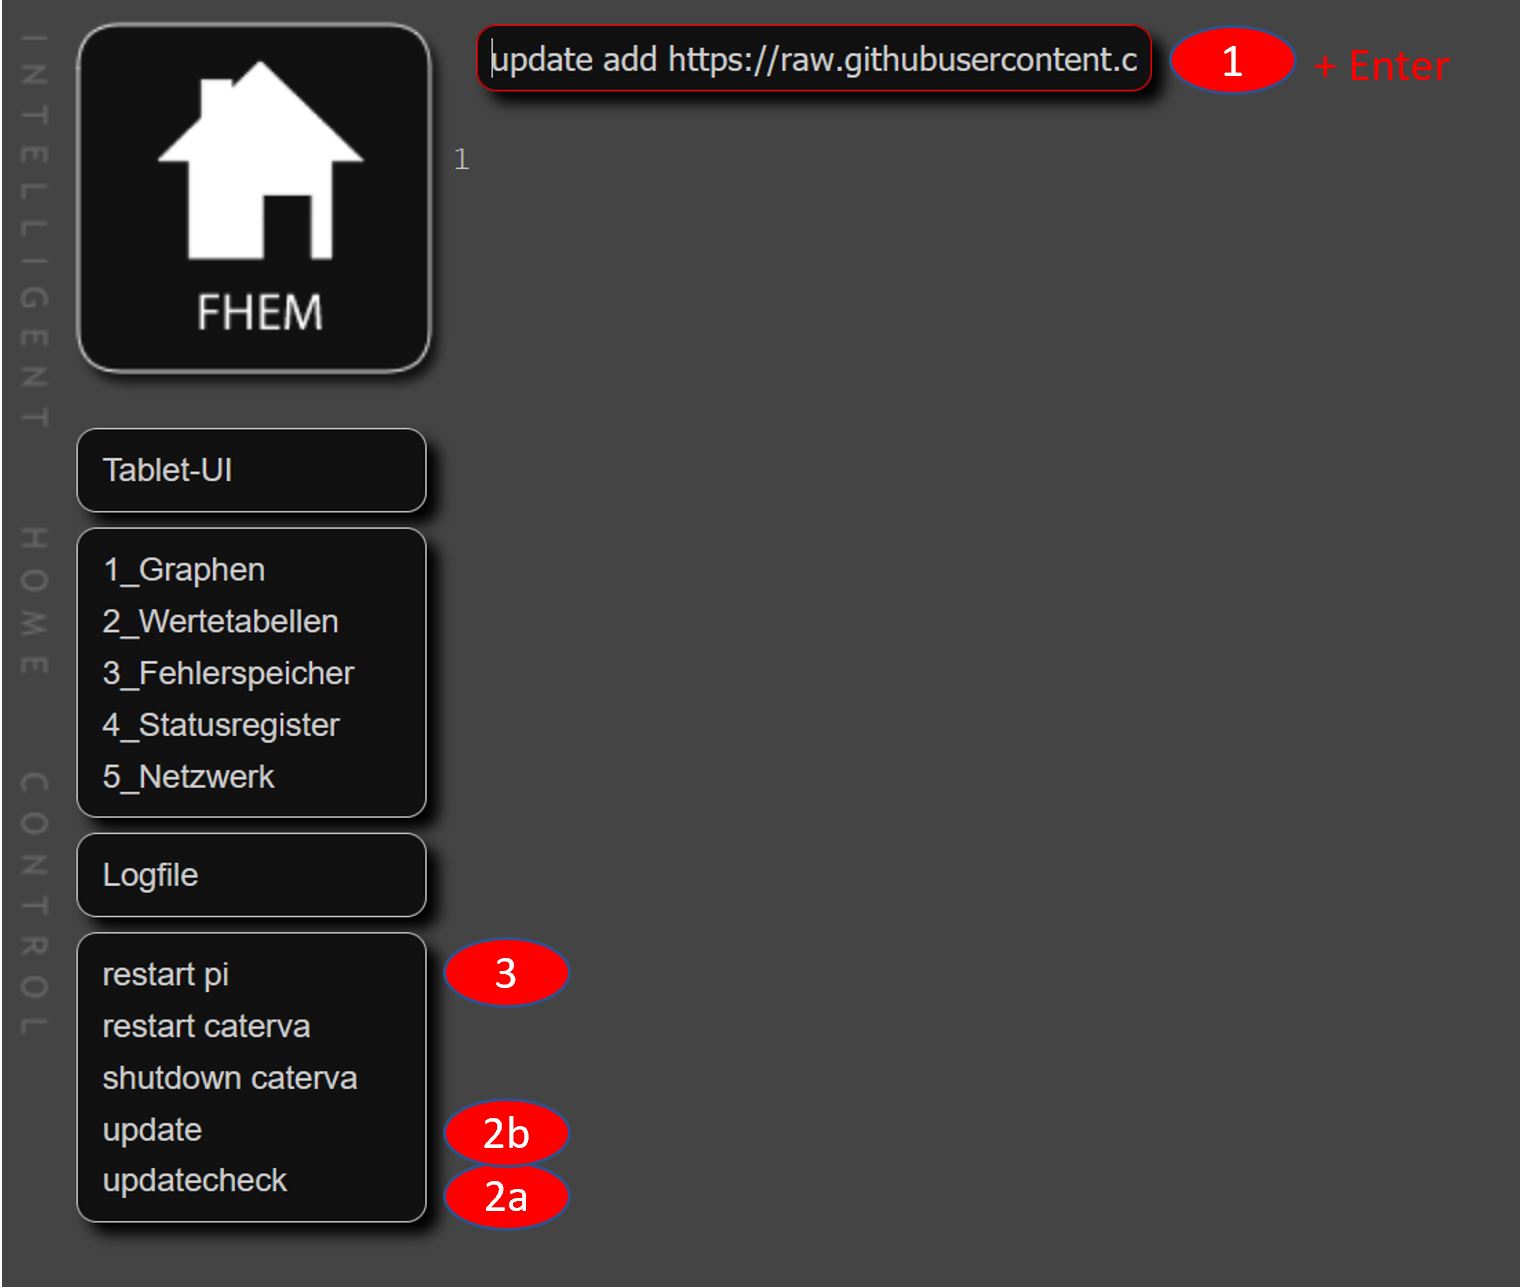 INTELLIGENT HOME CONTROL
FHEM
update add https://raw.githubusercontent.c
1
+ Enter
1
Tablet-UI
1_Graphen
2_Wertetabellen
3_Fehlerspeicher
4_Statusregister
5_Netzwerk
Logfile
restart pi
3
restart caterva
shutdown caterva
update
2b
updatecheck
2a